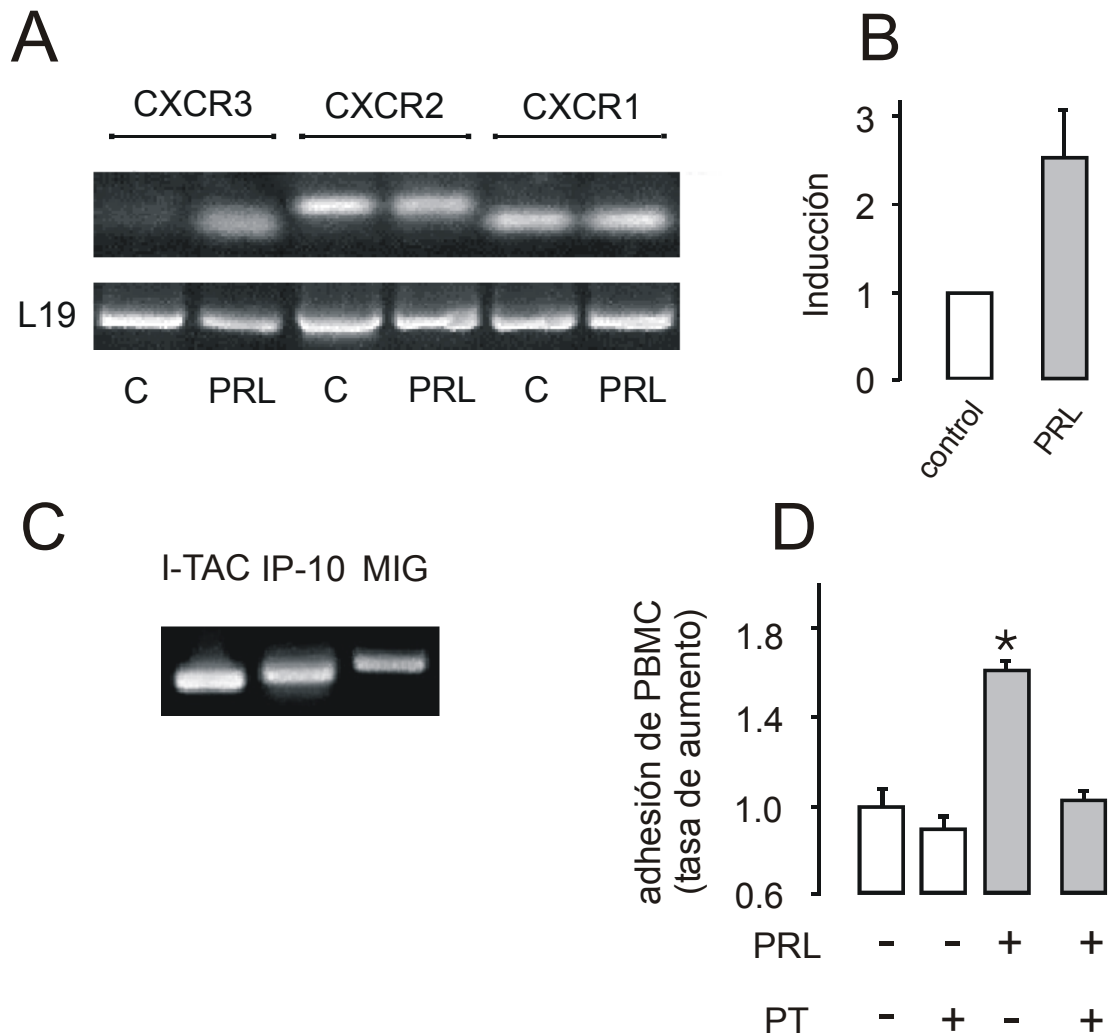 A
CXCR3 CXCR2 CXCR1
L19
C PRL C PRL C PRL
B
Inducción
3
2
1
0
control PRL
C
I-TAC IP-10 MIG
D
adhesión de PBMC
(tasa de aumento)
1.8
1.4
1.0
0.6
*
PRL - - + +
PT - + - +